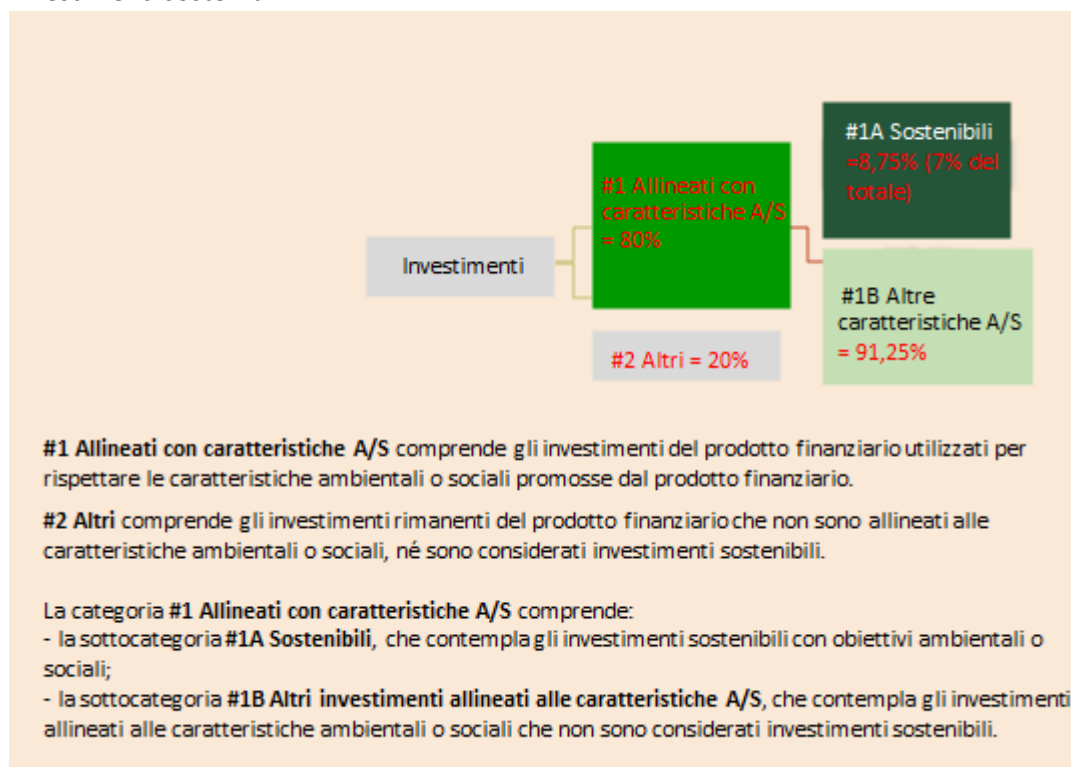 #1A Sostenibili
=8,75% (7% del
totale)
#1 Allineati con
caratteristiche A/S
= 80%
Investimenti
#1B Altre
caratteristiche A/S
= 91,25%
#2 Altri = 20%
#1 Allineati con caratteristiche A/S comprende gli investimenti del prodotto finanziario utilizzati per
rispettare le caratteristiche ambientali o sociali promosse dal prodotto finanziario.
#2 Altri comprende gli investimenti rimanenti del prodotto finanziario che non sono allineati alle
caratteristiche ambientali o sociali, né sono considerati investimenti sostenibili.
La categoria #1 Allineati con caratteristiche A/S comprende:
- la sottocategoria #1A Sostenibili, che contempla gli investimenti sostenibili con obiettivi ambientali o
sociali;
- la sottocategoria #1B Altri investimenti allineati alle caratteristiche A/S, che contempla gli investimenti
allineati alle caratteristiche ambientali o sociali che non sono considerati investimenti sostenibili.